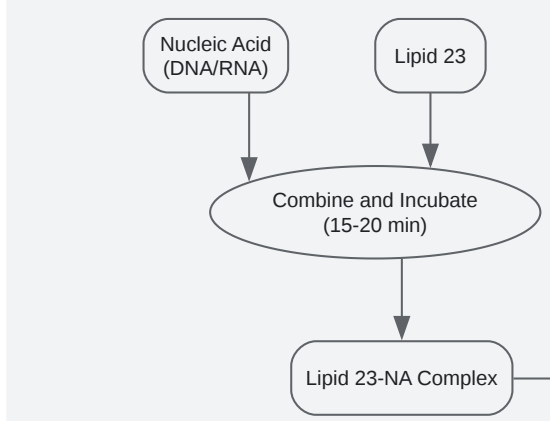 Nucleic Acid
(DNA/RNA)
Lipid 23
Combine and Incubate
(15-20 min)
Lipid 23-NA Complex